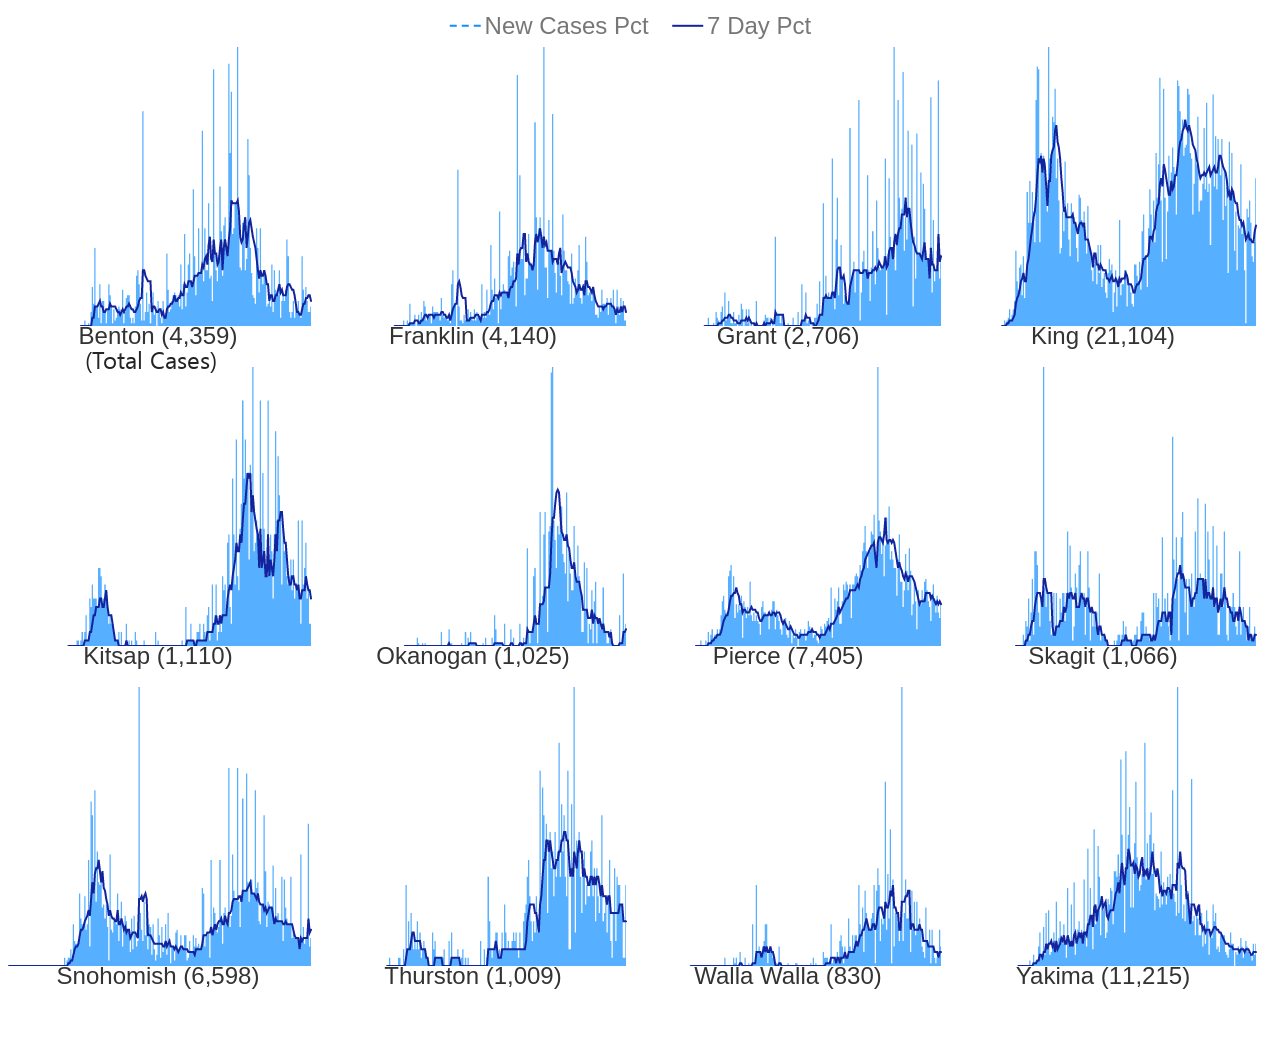 New Cases Pct 7 Day Pct
Benton (4,359) Franklin (4,140) Grant (2,706) King (21,104)
(Total Cases)
Kitsap (1,110) Okanogan (1,025) Pierce (7,405) Skagit (1,066)
Snohomish (6,598) Thurston (1,009) Walla Walla (830) Yakima (11,215)